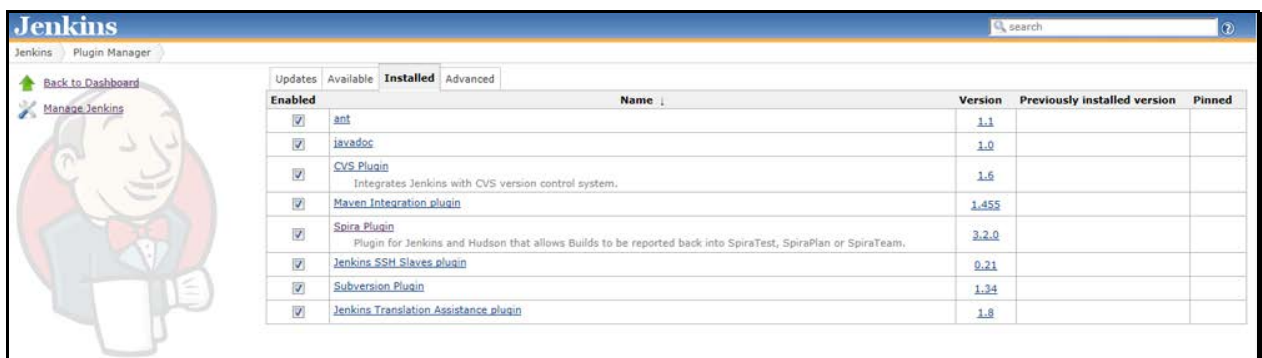 Jenkins
search
Jenkins Plugin Manager
Back to Dashboard
Manage Jenkins
Updates Available Installed Advanced
Enabled Name ↓ Version Previously installed version Pinned
ant 1.1
javadoc 1.0
CVS Plugin 1.6
Integrates Jenkins with CVS version control system.
Maven Integration plugin 1.455
Spira Plugin 3.2.0
Plugin for Jenkins and Hudson that allows Builds to be reported back into SpiraTest, SpiraPlan or SpiraTeam.
Jenkins SSH Slaves plugin 0.21
Subversion Plugin 1.34
Jenkins Translation Assistance plugin 1.8